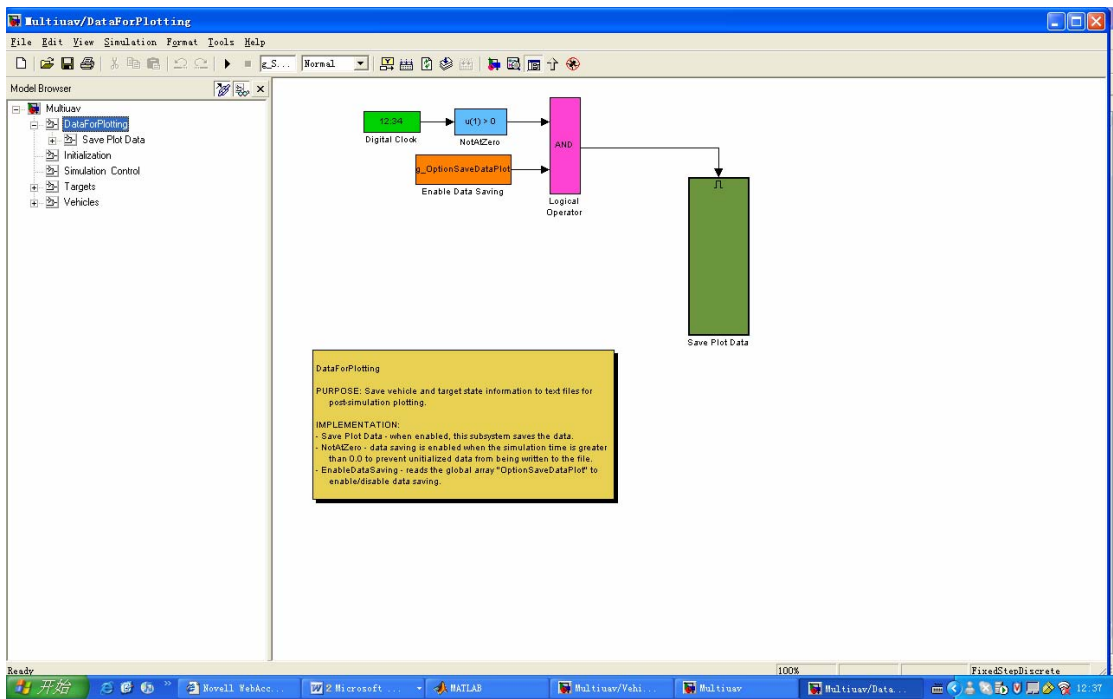 Multiuav/DataForPlotting
File Edit View Simulation Format Tools Help
g_S... Normal
Model Browser
Multiuav
DataForPlotting
Save Plot Data
Initialization
Simulation Control
Targets
Vehicles
12:34
Digital Clock
u(1) > 0
NotAtZero
g_OptionSaveDataPlot
Enable Data Saving
AND
Logical
Operator
Save Plot Data
DataForPlotting
PURPOSE: Save vehicle and target state information to text files for
post-simulation plotting.
IMPLEMENTATION:
- Save Plot Data - when enabled, this subsystem saves the data.
- NotAtZero - data saving is enabled when the simulation time is greater
than 0.0 to prevent unitialized data from being written to the file.
- EnableDataSaving - reads the global array "OptionSaveDataPlot" to
enable/disable data saving.
Ready 100% FixedStepDiscrete
开始 Novell WebAcc... 2 Microsoft ... MATLAB Multiuav/Vehi... Multiuav Multiuav/Data... 12:37